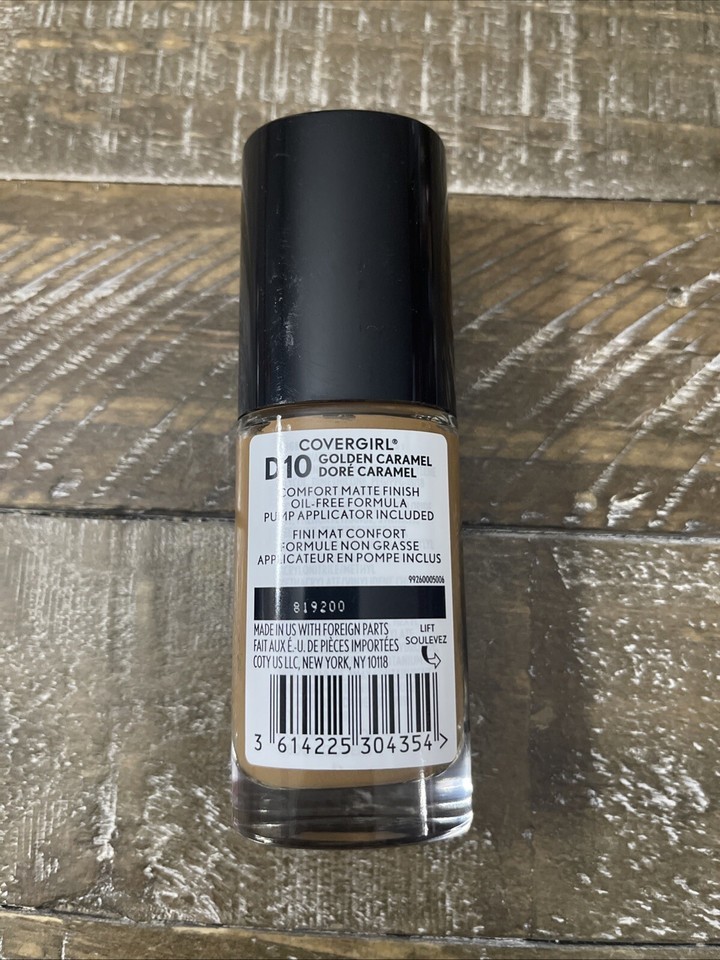 COVERGIRL®
D10 GOLDEN CARAMEL
DORÉ CARAMEL
COMFORT MATTE FINISH
OIL-FREE FORMULA
PUMP APPLICATOR INCLUDED
FINI MAT CONFORT
FORMULE NON GRASSE
APPLICATEUR EN POMPE INCLUS
99260005006
819200
MADE IN US WITH FOREIGN PARTS
FAIT AUX É.-U. DE PIÈCES IMPORTÉES
COTY US LLC, NEW YORK, NY 10118
LIFT
SOULEVEZ
3 614225 304354 >